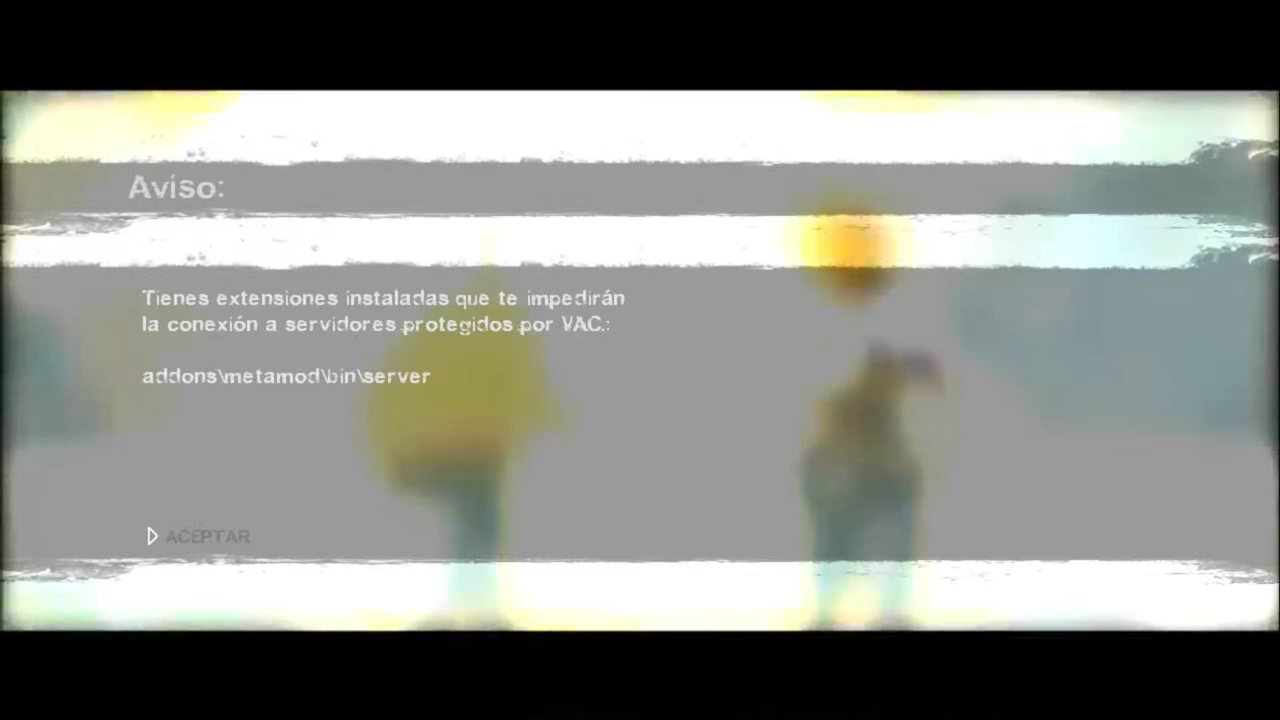 Aviso:
Tienes extensiones instaladas que te impedirán
la conexión a servidores protegidos por VAC.:
addons\metamod\bin\server
ACEPTAR